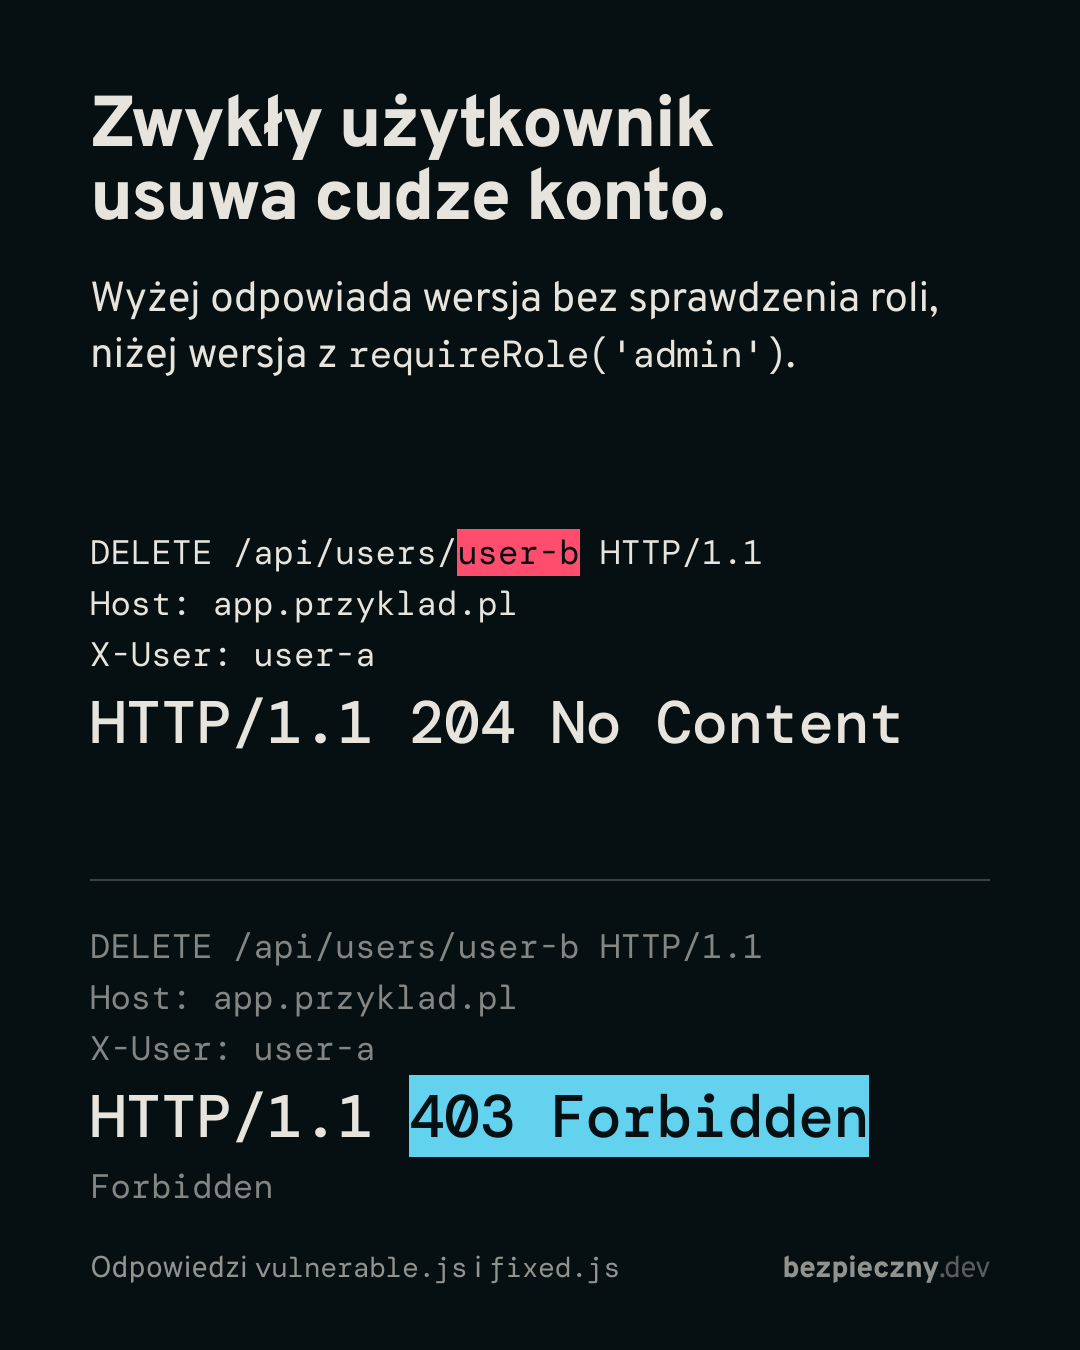 Zwykły użytkownik
usuwa cudze konto.
Wyżej odpowiada wersja bez sprawdzenia roli,
niżej wersja z requireRole('admin').
DELETE /api/users/user-b HTTP/1.1
Host: app.przyklad.pl
X-User: user-a
HTTP/1.1 204 No Content
DELETE /api/users/user-b HTTP/1.1
Host: app.przyklad.pl
X-User: user-a
HTTP/1.1 403 Forbidden
Forbidden
Odpowiedzi vulnerable.js i fixed.js
bezpieczny.dev